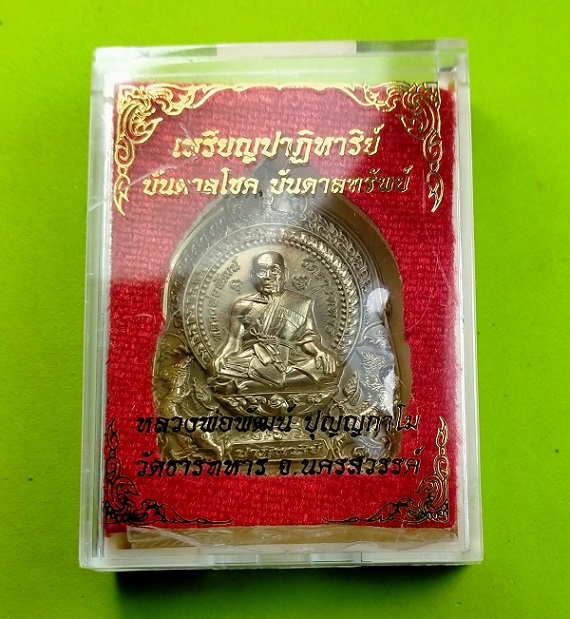 เหรียญปาฏิหาริย์
บันดาลโชค บันดาลทรัพย์
หลวงพ่อพัฒน์ ปุญญกาโม
วัดธารทหาร จ.นครสวรรค์